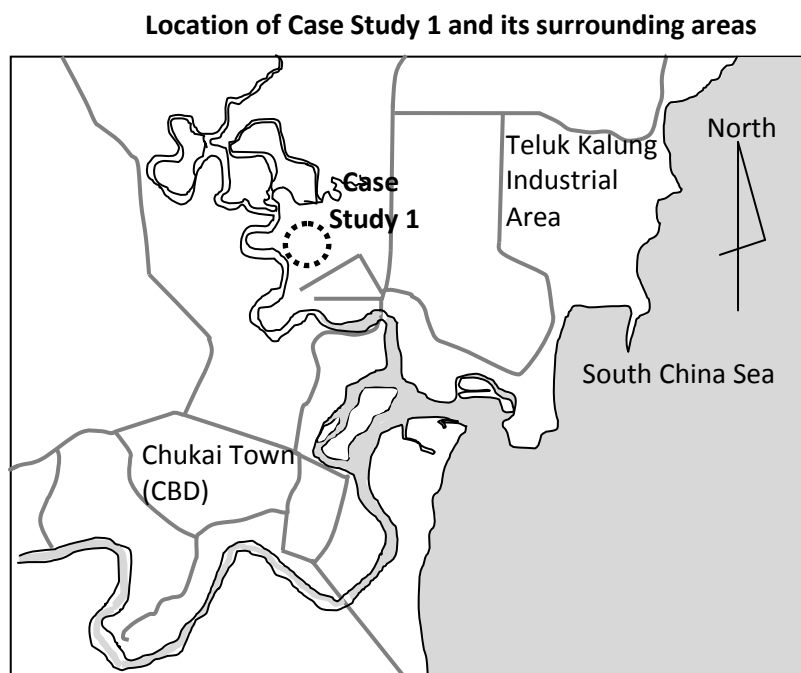 Location of Case Study 1 and its surrounding areas
North
Teluk Kalung
Industrial
Area
Case
Study 1
South China Sea
Chukai Town
(CBD)